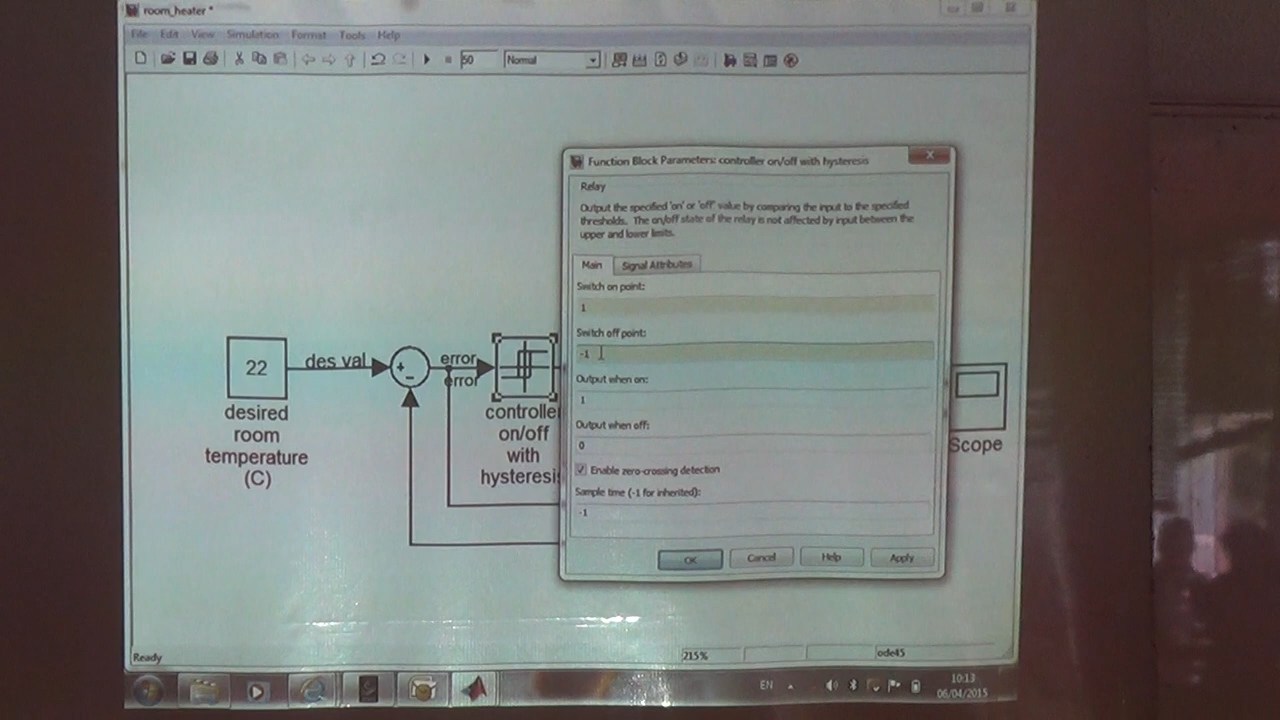 room_heater *
File Edit View Simulation Format Tools Help
50 Normal
Function Block Parameters: controller on/off with hysteresis
Relay
Output the specified 'on' or 'off' value by comparing the input to the specified
thresholds. The on/off state of the relay is not affected by input between the
upper and lower limits.
Main Signal Attributes
Switch on point:
1
Switch off point:
-1
Output when on:
1
Output when off:
0
Enable zero-crossing detection
Sample time (-1 for inherited):
-1
OK Cancel Help Apply
22
des val
error
error
desired
room
temperature
(C)
controller
on/off
with
hysteresis
Scope
Ready 215% ode45
EN
10:13
06/04/2015